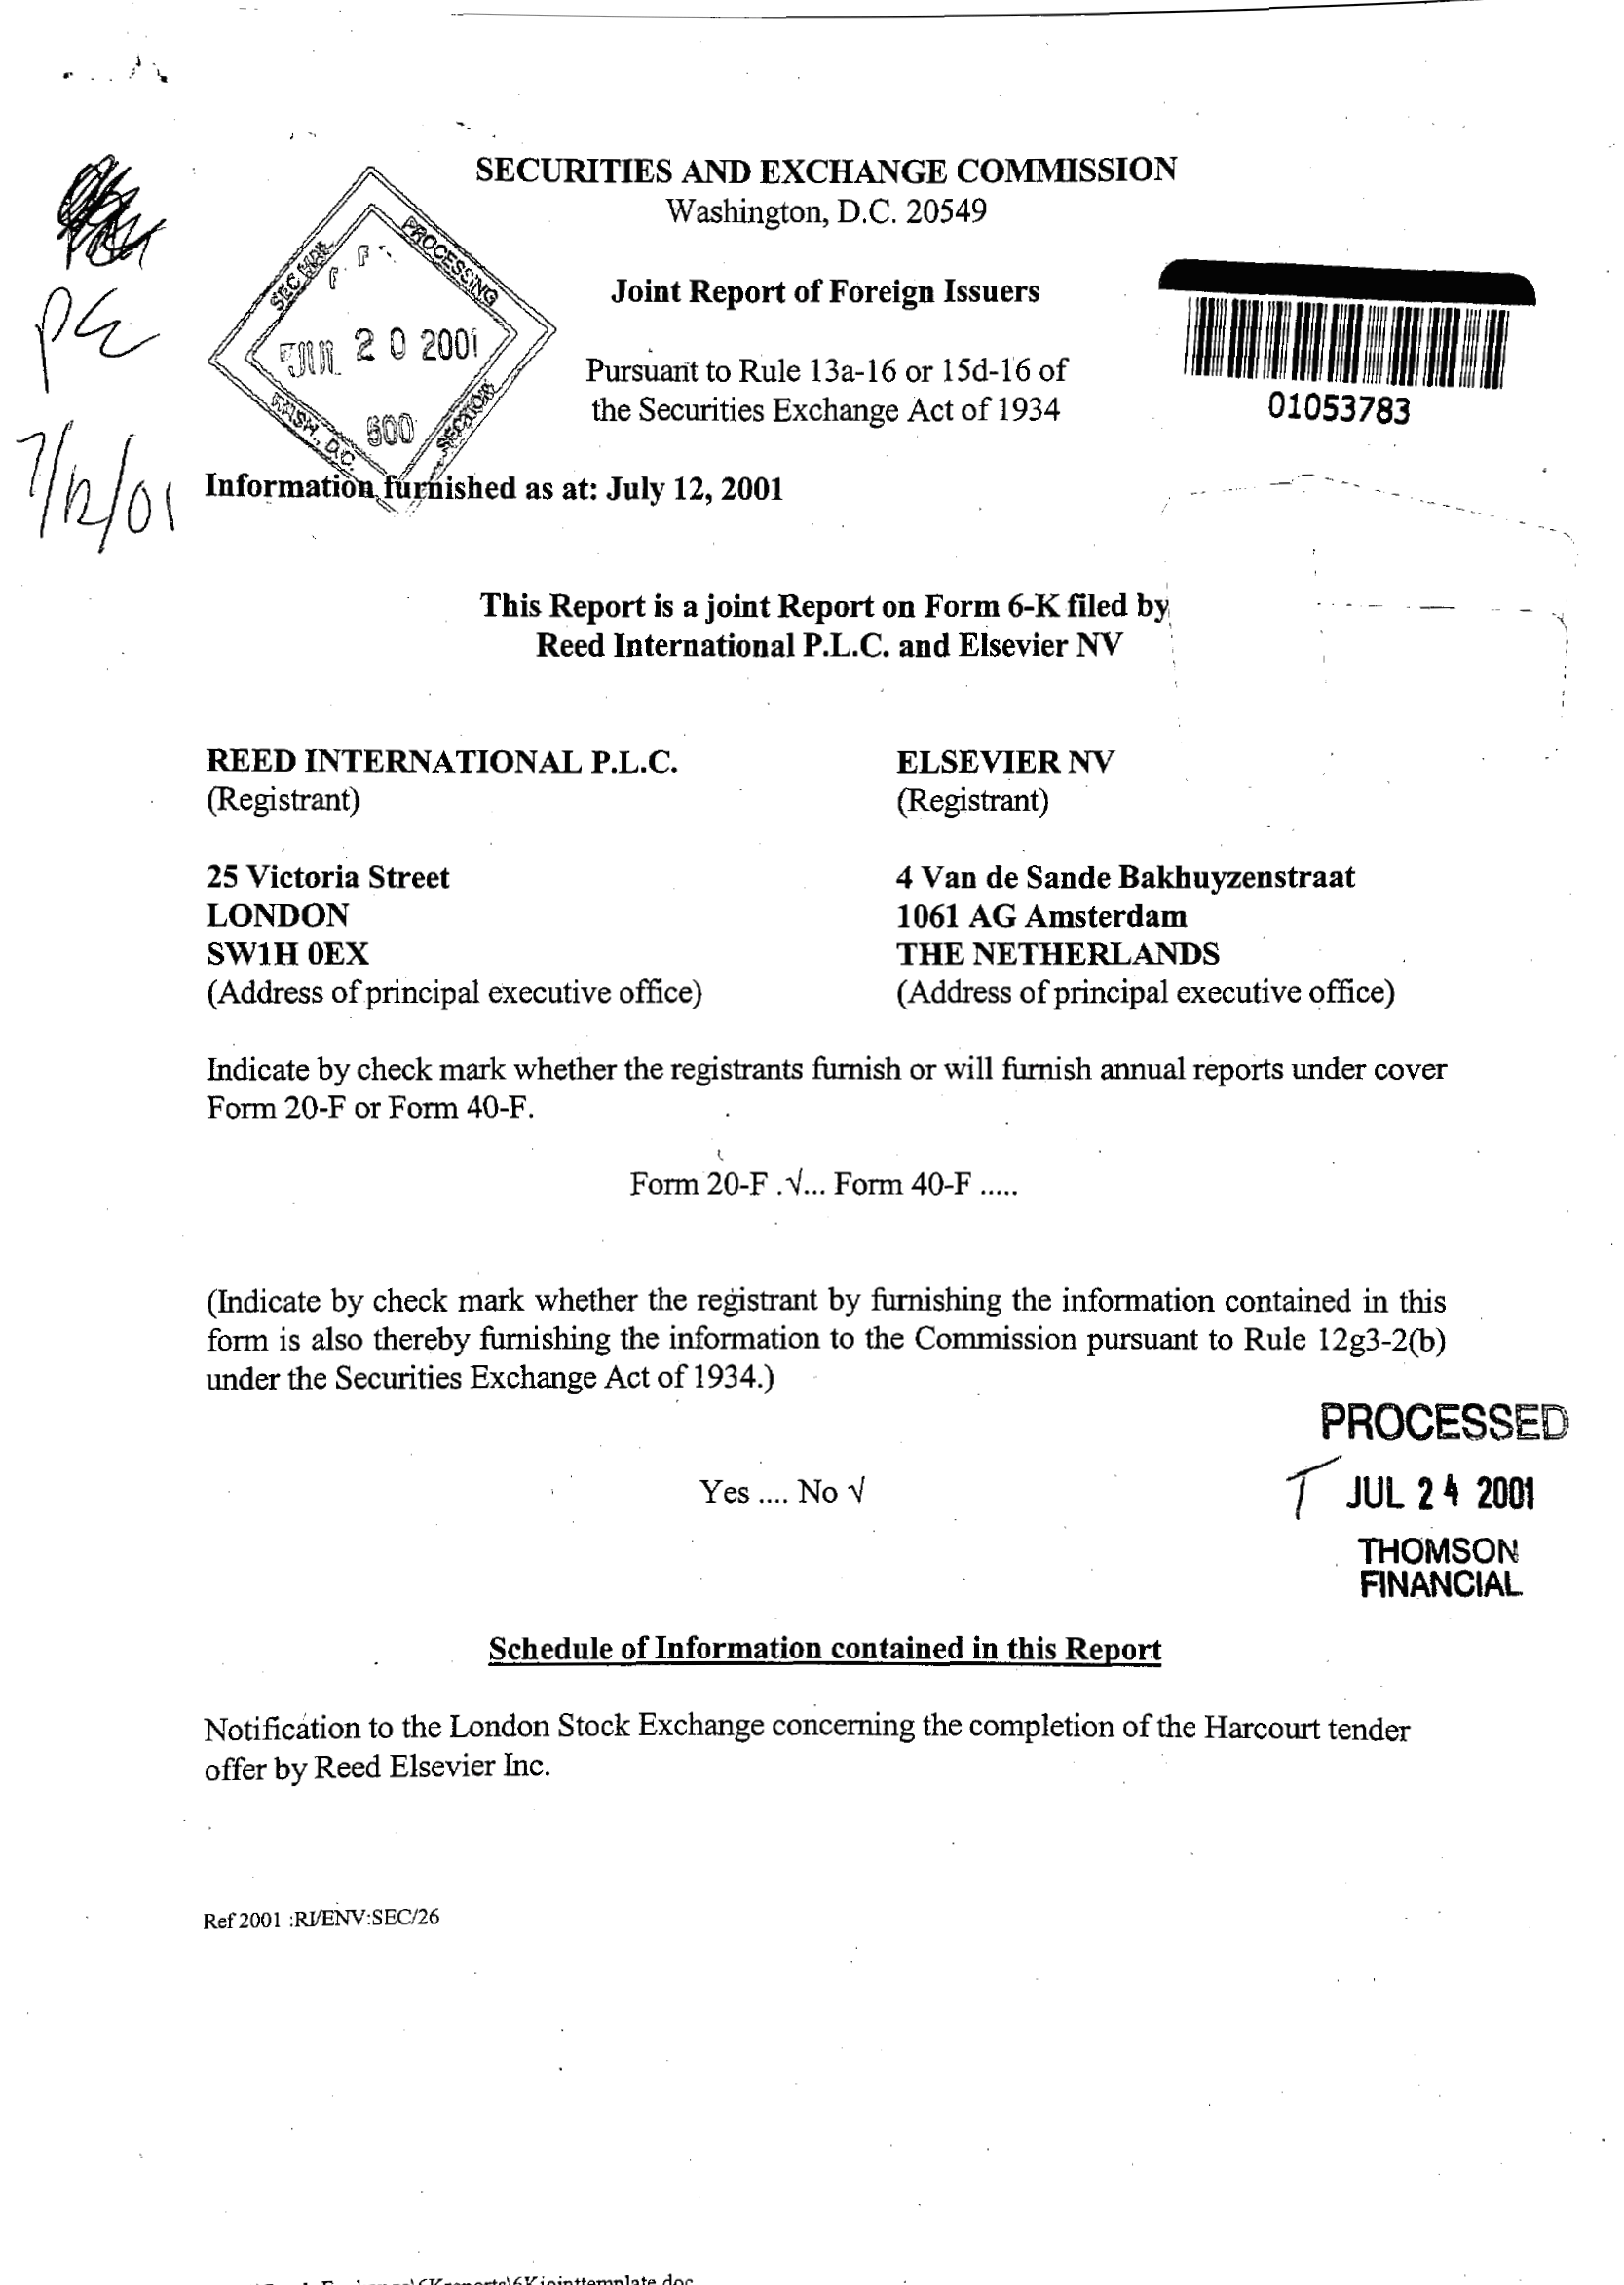 SECURITIES AND EXCHANGE COMMISSION
Washington, D.C. 20549
SEC MAIL
PROCESSING
JUL 20 2001
WASH., D.C.
500
SECTION
Joint Report of Foreign Issuers
Pursuant to Rule 13a-16 or 15d-16 of
the Securities Exchange Act of 1934
01053783
7/12/01
Information furnished as at: July 12, 2001
This Report is a joint Report on Form 6-K filed by
Reed International P.L.C. and Elsevier NV
REED INTERNATIONAL P.L.C.
(Registrant)
25 Victoria Street
LONDON
SW1H 0EX
(Address of principal executive office)
ELSEVIER NV
(Registrant)
4 Van de Sande Bakhuyzenstraat
1061 AG Amsterdam
THE NETHERLANDS
(Address of principal executive office)
Indicate by check mark whether the registrants furnish or will furnish annual reports under cover
Form 20-F or Form 40-F.
Form 20-F .√... Form 40-F .....
(Indicate by check mark whether the registrant by furnishing the information contained in this
form is also thereby furnishing the information to the Commission pursuant to Rule 12g3-2(b)
under the Securities Exchange Act of 1934.)
Yes .... No √
PROCESSED
JUL 24 2001
THOMSON
FINANCIAL
Schedule of Information contained in this Report
Notification to the London Stock Exchange concerning the completion of the Harcourt tender
offer by Reed Elsevier Inc.
Ref 2001 :RI/ENV:SEC/26